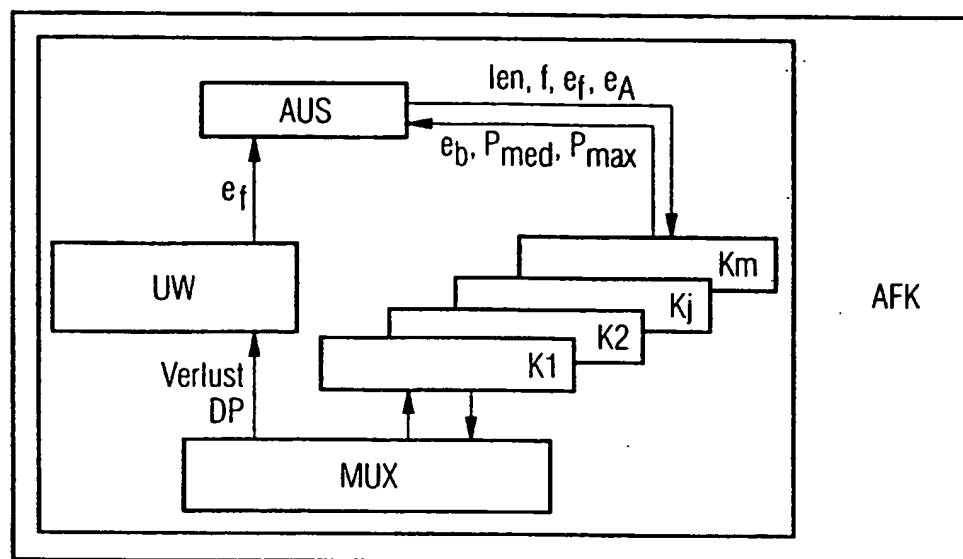 len, f, e_f, e_A
AUS
e_b, P_med, P_max
e_f
Km
UW
Kj
AFK
K2
K1
Verlust
DP
MUX